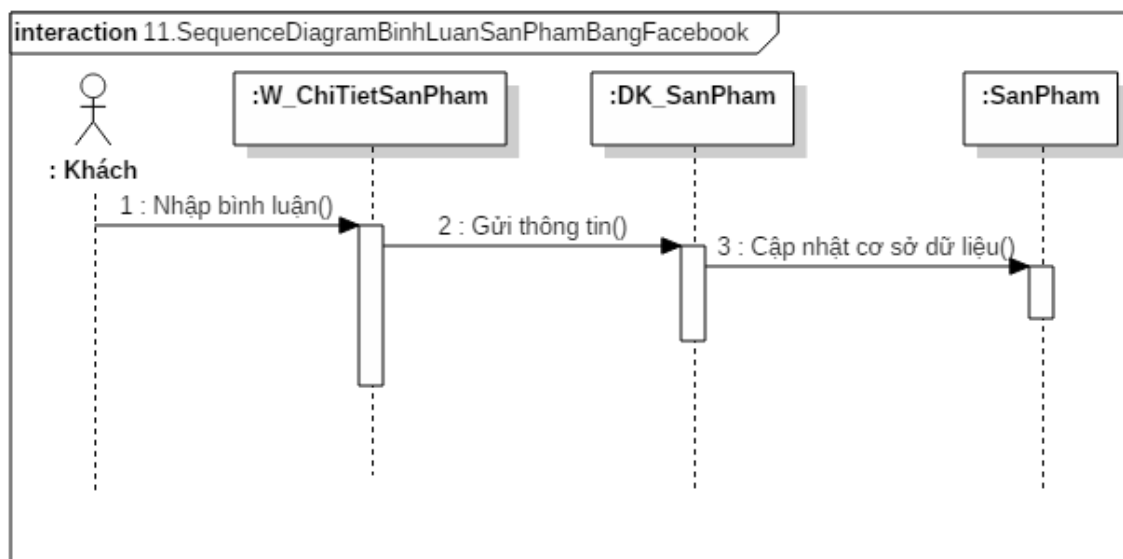 interaction 11.SequenceDiagramBinhLuanSanPhamBangFacebook
:W_ChiTietSanPham
:DK_SanPham
:SanPham
: Khách
1 : Nhập bình luận()
2 : Gửi thông tin()
3 : Cập nhật cơ sở dữ liệu()